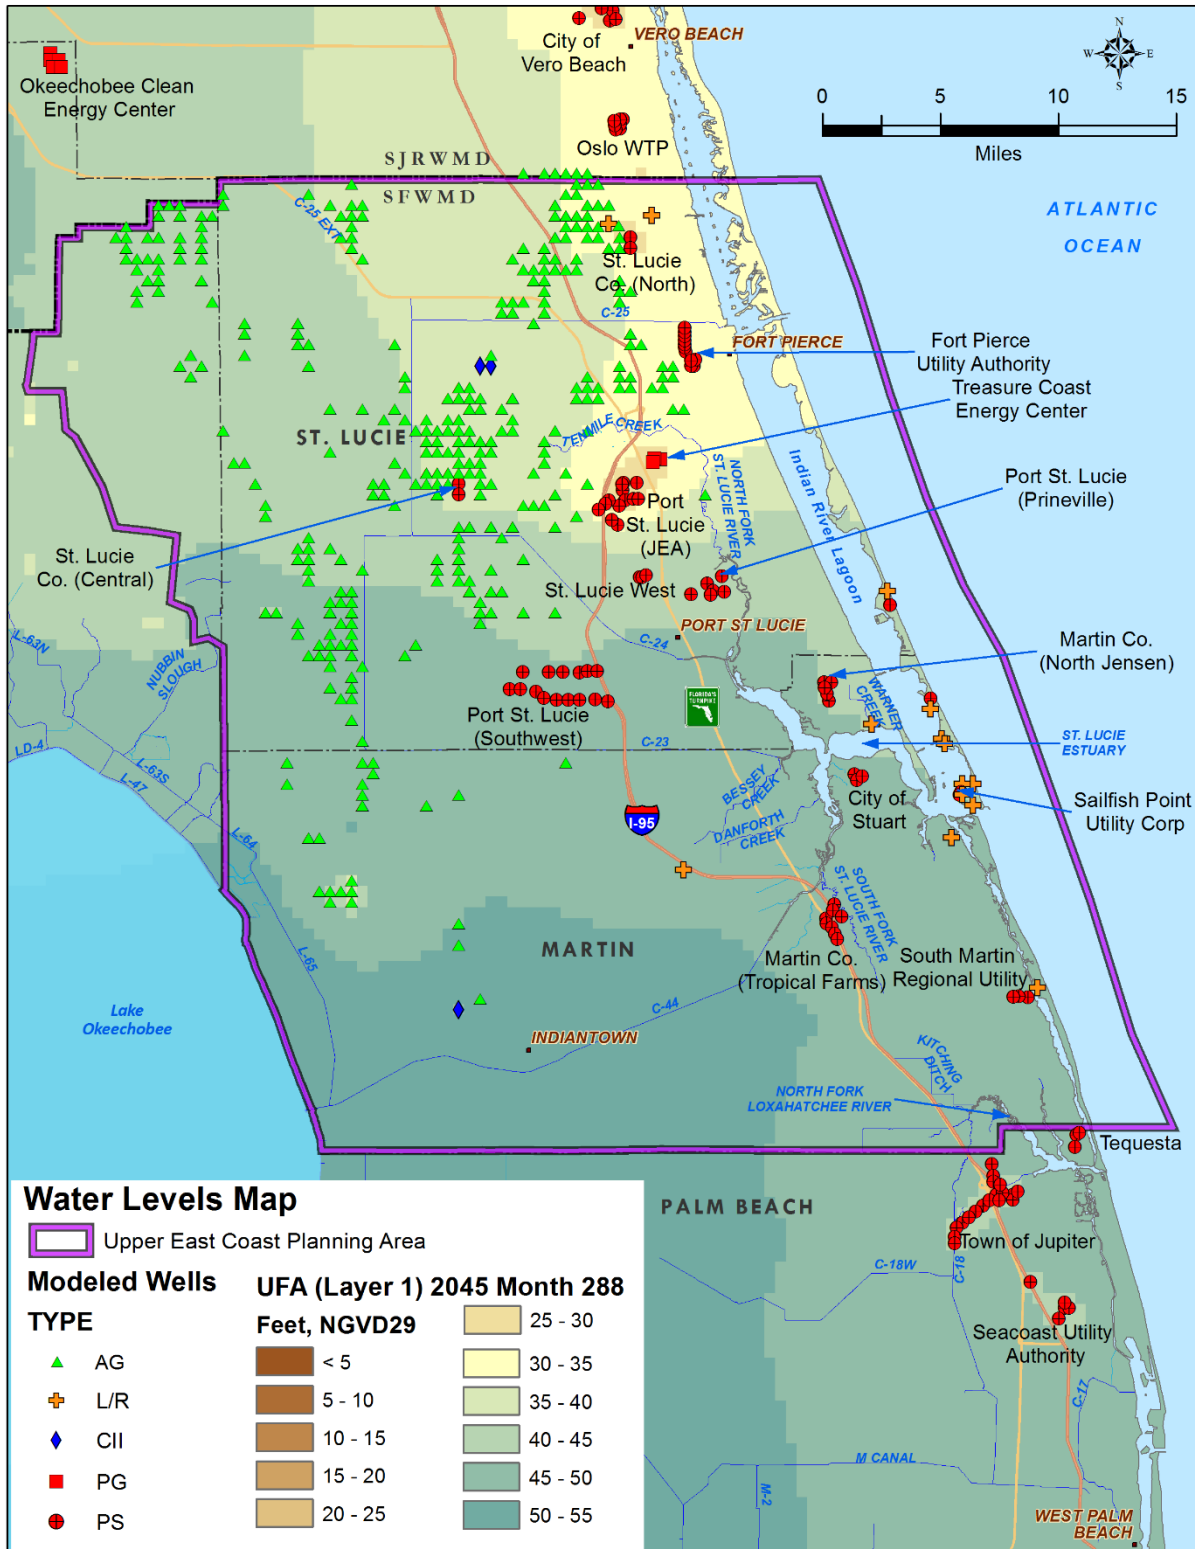 VERO BEACH
City of
Vero Beach
Okeechobee Clean
Energy Center
N
W
E
S
0
5
10
15
Miles
Oslo WTP
SJRWMD
SFWMD
C-25 EXT
ATLANTIC
OCEAN
St. Lucie
Co. (North)
C-25
FORT PIERCE
Fort Pierce
Utility Authority
Treasure Coast
Energy Center
ST. LUCIE
TENMILE CREEK
NORTH FORK
ST. LUCIE RIVER
Indian River Lagoon
Port St. Lucie
(Prineville)
Port
St. Lucie
(JEA)
St. Lucie
Co. (Central)
St. Lucie West
PORT ST LUCIE
C-24
L-63N
NUBBIN
SLOUGH
Martin Co.
(North Jensen)
WARNER
CREEK
FLORIDA'S
TURNPIKE
Port St. Lucie
(Southwest)
C-23
ST. LUCIE
ESTUARY
LD-4
L-63S
L-47
BESSEY
CREEK
City of
Stuart
Sailfish Point
Utility Corp
I-95
DANFORTH
CREEK
L-64
SOUTH FORK
ST. LUCIE RIVER
L-65
MARTIN
Martin Co.
(Tropical Farms)
South Martin
Regional Utility
Lake
Okeechobee
C-44
INDIANTOWN
KITCHING
DITCH
NORTH FORK
LOXAHATCHEE RIVER
Tequesta
PALM BEACH
Town of Jupiter
C-18
C-18W
Seacoast Utility
Authority
C-17
M CANAL
M-2
WEST PALM
BEACH
Water Levels Map
Upper East Coast Planning Area
Modeled Wells
TYPE
AG
L/R
CII
PG
PS
UFA (Layer 1) 2045 Month 288
Feet, NGVD29
< 5
5 - 10
10 - 15
15 - 20
20 - 25
25 - 30
30 - 35
35 - 40
40 - 45
45 - 50
50 - 55